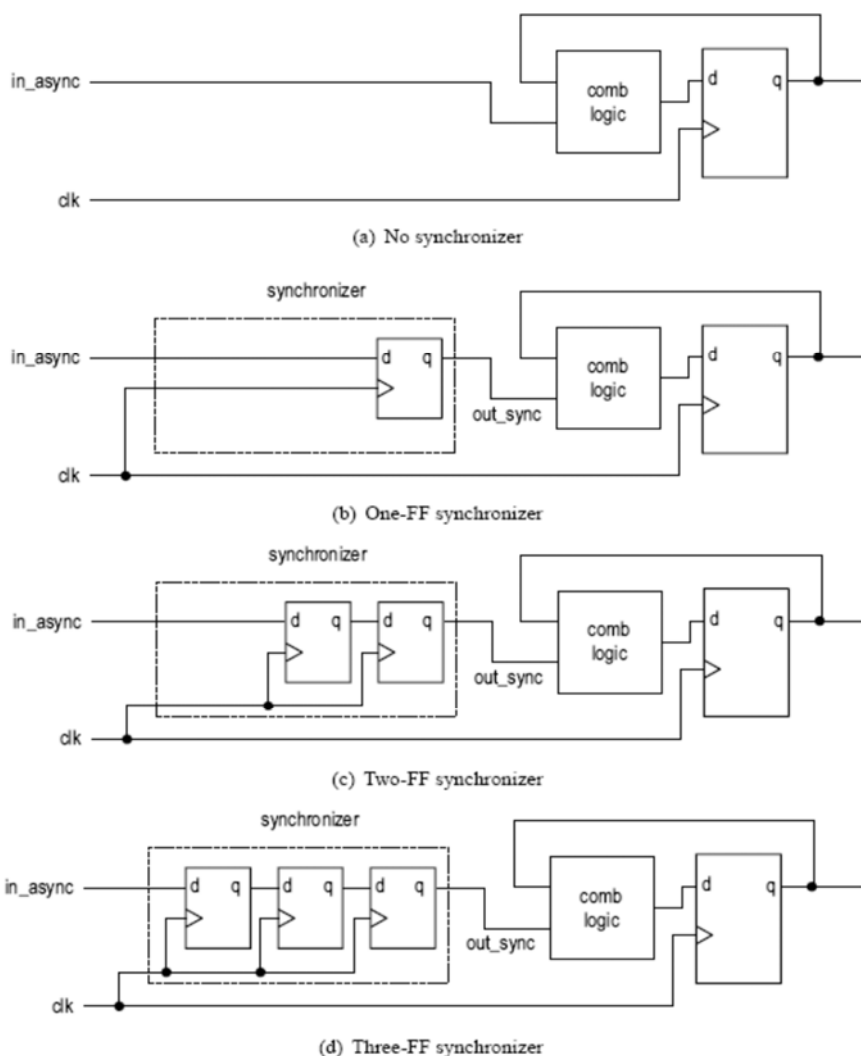 in_async
comb
logic
d q
clk
(a) No synchronizer
synchronizer
in_async
d q
out_sync
comb
logic
d q
clk
(b) One-FF synchronizer
synchronizer
in_async
d q d q
out_sync
comb
logic
d q
clk
(c) Two-FF synchronizer
synchronizer
in_async
d q d q d q
out_sync
comb
logic
d q
clk
(d) Three-FF synchronizer